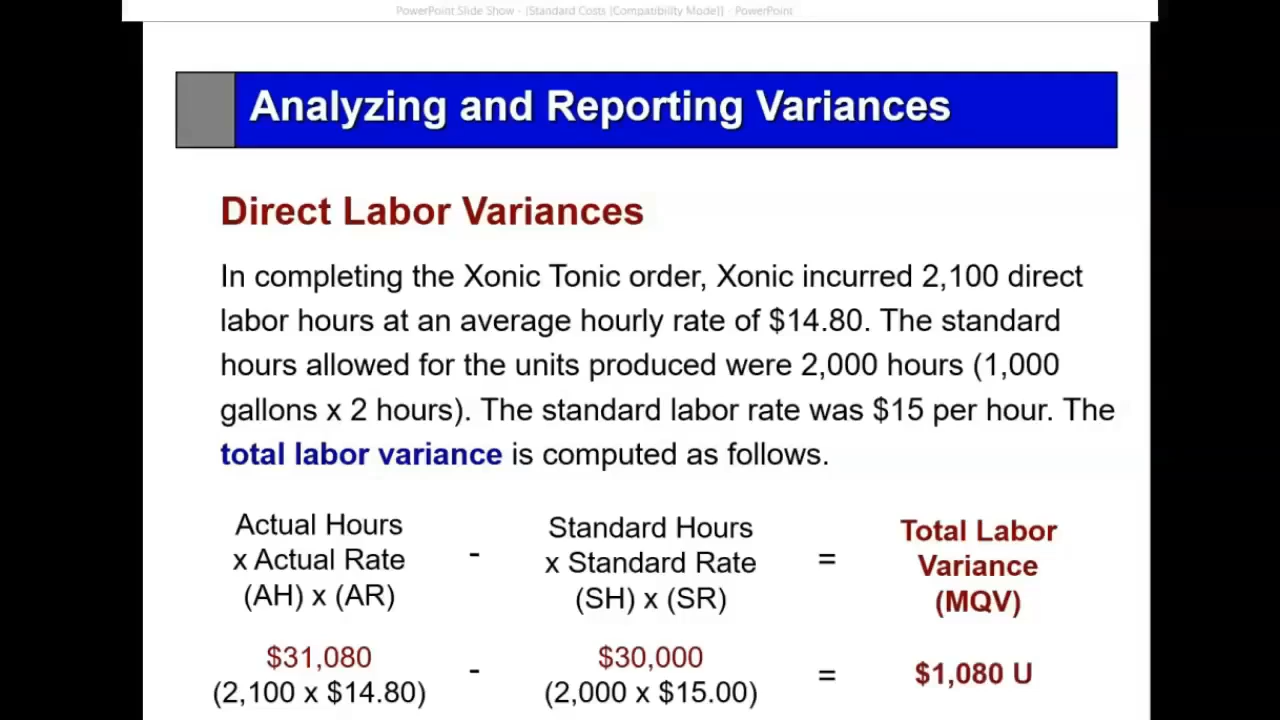 PowerPoint Slide Show - [Standard Costs [Compatibility Mode]] - PowerPoint
Analyzing and Reporting Variances
Direct Labor Variances
In completing the Xonic Tonic order, Xonic incurred 2,100 direct
labor hours at an average hourly rate of $14.80. The standard
hours allowed for the units produced were 2,000 hours (1,000
gallons x 2 hours). The standard labor rate was $15 per hour. The
total labor variance is computed as follows.
Actual Hours
x Actual Rate
(AH) x (AR)
-
Standard Hours
x Standard Rate
(SH) x (SR)
=
Total Labor
Variance
(MQV)
$31,080
(2,100 x $14.80)
-
$30,000
(2,000 x $15.00)
=
$1,080 U